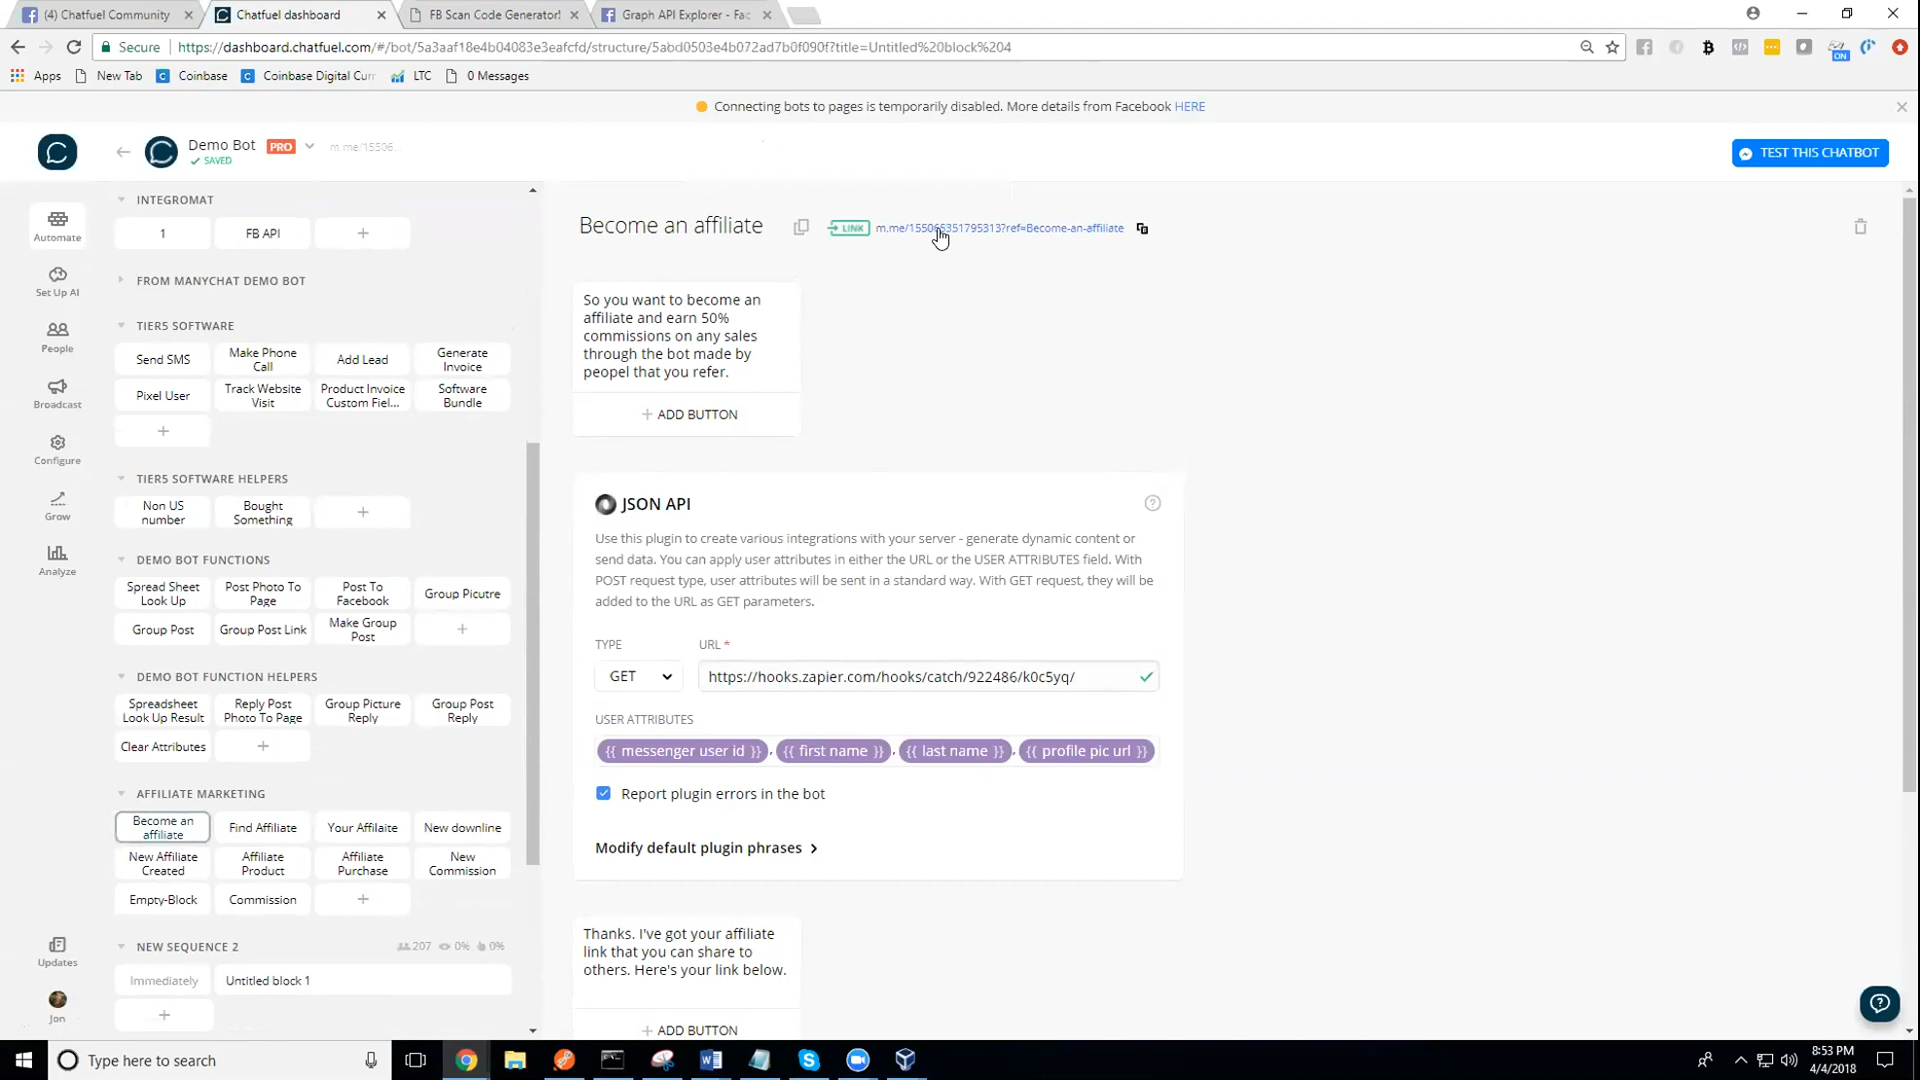 (4) Chatfuel Community
Chatfuel dashboard
FB Scan Code Generator!
Graph API Explorer - Fac
Secure
https://dashboard.chatfuel.com/#/bot/5a3aaf18e4b04083e3eafcfd/structure/5abd0503e4b072ad7b0f090f?title=Untitled%20block%204
ON
Apps
New Tab
Coinbase
Coinbase Digital Curr
LTC
0 Messages
Connecting bots to pages is temporarily disabled. More details from Facebook HERE
Demo Bot
PRO
m.me/15506...
SAVED
TEST THIS CHATBOT
Automate
Set Up AI
People
Broadcast
Configure
Grow
Analyze
Updates
Jon
INTEGROMAT
1
FB API
FROM MANYCHAT DEMO BOT
TIER5 SOFTWARE
Send SMS
Make Phone
Call
Add Lead
Generate
Invoice
Pixel User
Track Website
Visit
Product Invoice
Custom Fiel...
Software
Bundle
TIER5 SOFTWARE HELPERS
Non US
number
Bought
Something
DEMO BOT FUNCTIONS
Spread Sheet
Look Up
Post Photo To
Page
Post To
Facebook
Group Picutre
Group Post
Group Post Link
Make Group
Post
DEMO BOT FUNCTION HELPERS
Spreadsheet
Look Up Result
Reply Post
Photo To Page
Group Picture
Reply
Group Post
Reply
Clear Attributes
AFFILIATE MARKETING
Become an
affiliate
Find Affiliate
Your Affilaite
New downline
New Affiliate
Created
Affiliate
Product
Affiliate
Purchase
New
Commission
Empty-Block
Commission
NEW SEQUENCE 2
207
0%
0%
Immediately
Untitled block 1
Become an affiliate
LINK
m.me/155065351795313?ref=Become-an-affiliate
So you want to become an
affiliate and earn 50%
commissions on any sales
through the bot made by
peopel that you refer.
+ ADD BUTTON
JSON API
Use this plugin to create various integrations with your server - generate dynamic content or
send data. You can apply user attributes in either the URL or the USER ATTRIBUTES field. With
POST request type, user attributes will be sent in a standard way. With GET request, they will be
added to the URL as GET parameters.
TYPE
URL *
GET
https://hooks.zapier.com/hooks/catch/922486/k0c5yq/
USER ATTRIBUTES
{{ messenger user id }}, {{ first name }}, {{ last name }}, {{ profile pic url }}
Report plugin errors in the bot
Modify default plugin phrases
Thanks. I've got your affiliate
link that you can share to
others. Here's your link below.
+ ADD BUTTON
Type here to search
8:53 PM
4/4/2018